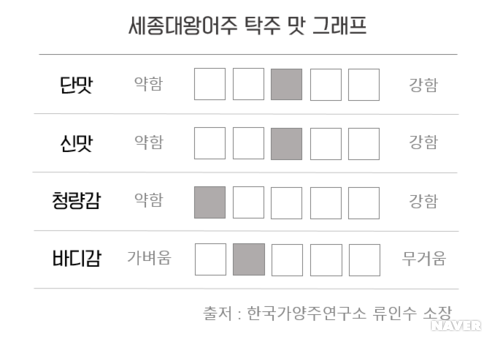 세종대왕어주 탁주 맛 그래프
단맛 약함 강함
신맛 약함 강함
청량감 약함 강함
바디감 가벼움 무거움
출처 : 한국가양주연구소 류인수 소장
NAVER